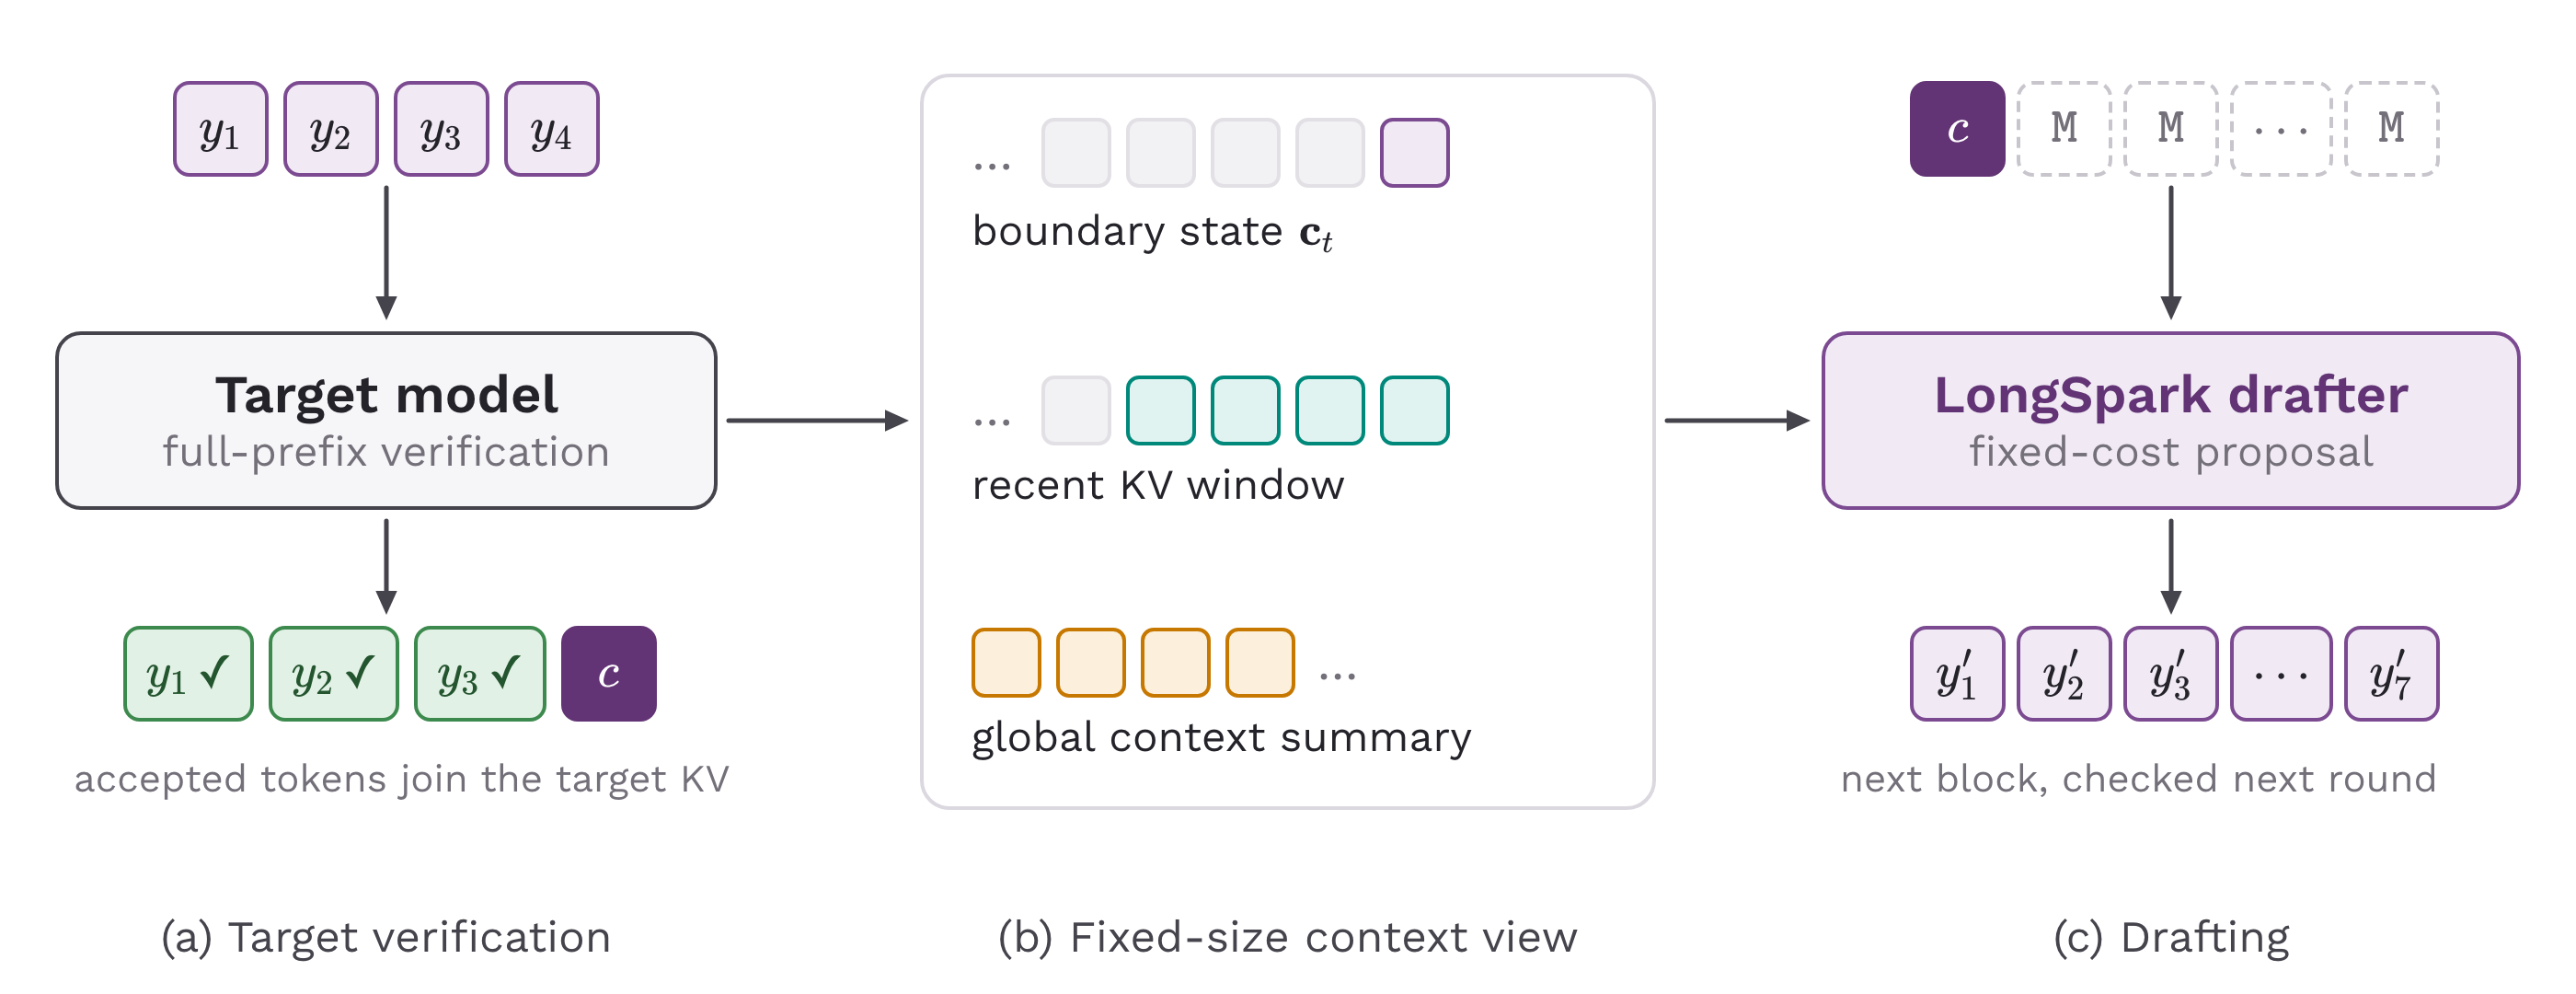 y1 y2 y3 y4
Target model
full-prefix verification
y1 ✓ y2 ✓ y3 ✓ c
accepted tokens join the target KV
(a) Target verification
...
boundary state c_t
...
recent KV window
...
global context summary
(b) Fixed-size context view
c M M ··· M
LongSpark drafter
fixed-cost proposal
y′1 y′2 y′3 ··· y′7
next block, checked next round
(c) Drafting